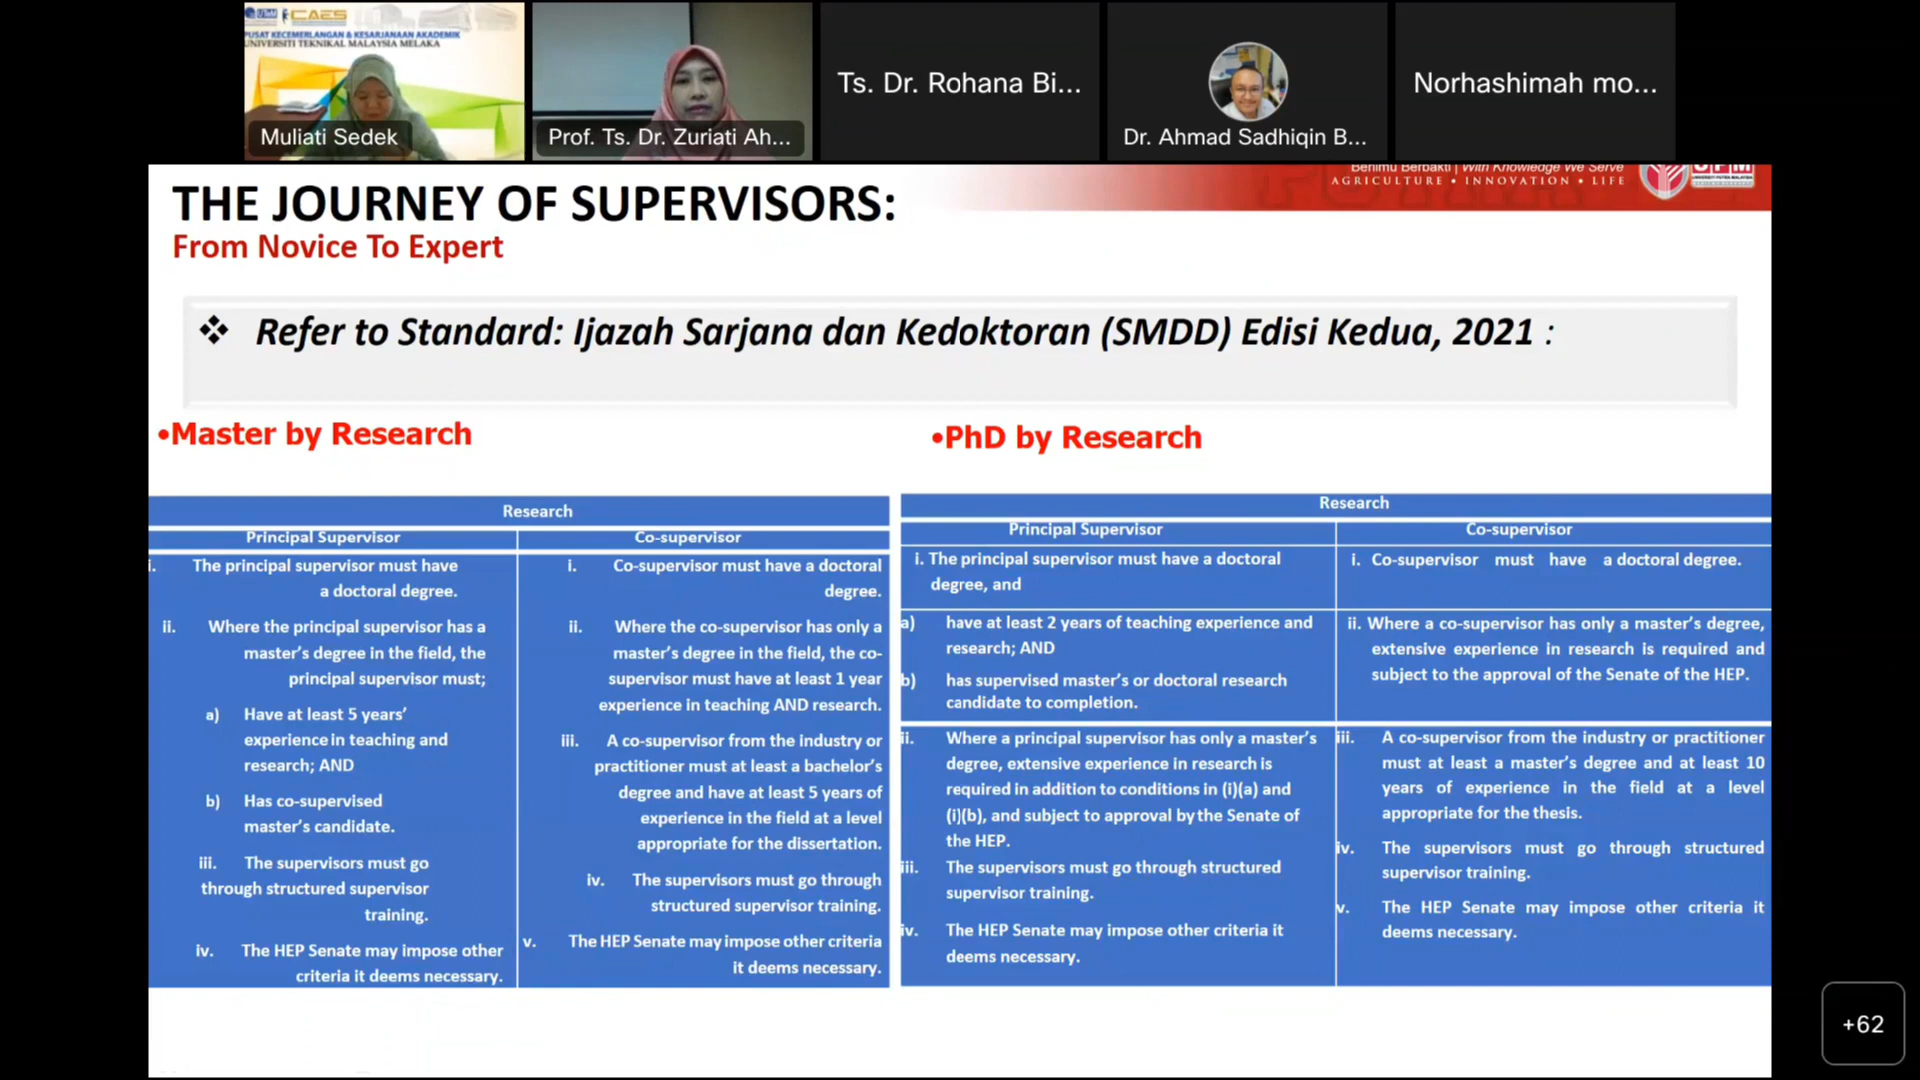 UTeM CAES
PUSAT KECEMERLANGAN & KESARJANAAN AKADEMIK
UNIVERSITI TEKNIKAL MALAYSIA MELAKA
Muliati Sedek
Prof. Ts. Dr. Zuriati Ah...
Ts. Dr. Rohana Bi...
Dr. Ahmad Sadhiqin B...
Norhashimah mo...
Berilmu Berbakti | With Knowledge We Serve
AGRICULTURE • INNOVATION • LIFE
UPM
THE JOURNEY OF SUPERVISORS:
From Novice To Expert
❖ Refer to Standard: Ijazah Sarjana dan Kedoktoran (SMDD) Edisi Kedua, 2021 :
•Master by Research
Research
Principal Supervisor
i. The principal supervisor must have
a doctoral degree.
ii. Where the principal supervisor has a
master's degree in the field, the
principal supervisor must;
a) Have at least 5 years'
experience in teaching and
research; AND
b) Has co-supervised
master's candidate.
iii. The supervisors must go
through structured supervisor
training.
iv. The HEP Senate may impose other
criteria it deems necessary.
Co-supervisor
i. Co-supervisor must have a doctoral
degree.
ii. Where the co-supervisor has only a
master's degree in the field, the co-
supervisor must have at least 1 year
experience in teaching AND research.
iii. A co-supervisor from the industry or
practitioner must at least a bachelor's
degree and have at least 5 years of
experience in the field at a level
appropriate for the dissertation.
iv. The supervisors must go through
structured supervisor training.
v. The HEP Senate may impose other criteria
it deems necessary.
•PhD by Research
Research
Principal Supervisor
i. The principal supervisor must have a doctoral
degree, and
a) have at least 2 years of teaching experience and
research; AND
b) has supervised master's or doctoral research
candidate to completion.
ii. Where a principal supervisor has only a master's
degree, extensive experience in research is
required in addition to conditions in (i)(a) and
(i)(b), and subject to approval by the Senate of
the HEP.
iii. The supervisors must go through structured
supervisor training.
iv. The HEP Senate may impose other criteria it
deems necessary.
Co-supervisor
i. Co-supervisor must have a doctoral degree.
ii. Where a co-supervisor has only a master's degree,
extensive experience in research is required and
subject to the approval of the Senate of the HEP.
iii. A co-supervisor from the industry or practitioner
must at least a master's degree and at least 10
years of experience in the field at a level
appropriate for the thesis.
iv. The supervisors must go through structured
supervisor training.
v. The HEP Senate may impose other criteria it
deems necessary.
+62